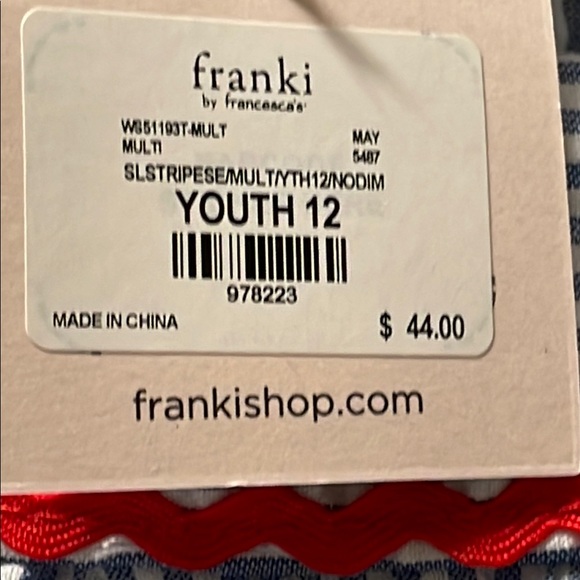 franki
by francesca's
WS51193T-MULT MAY
MULTI 5487
SLSTRIPESE/MULT/YTH12/NODIM
YOUTH 12
978223
MADE IN CHINA $ 44.00
frankishop.com